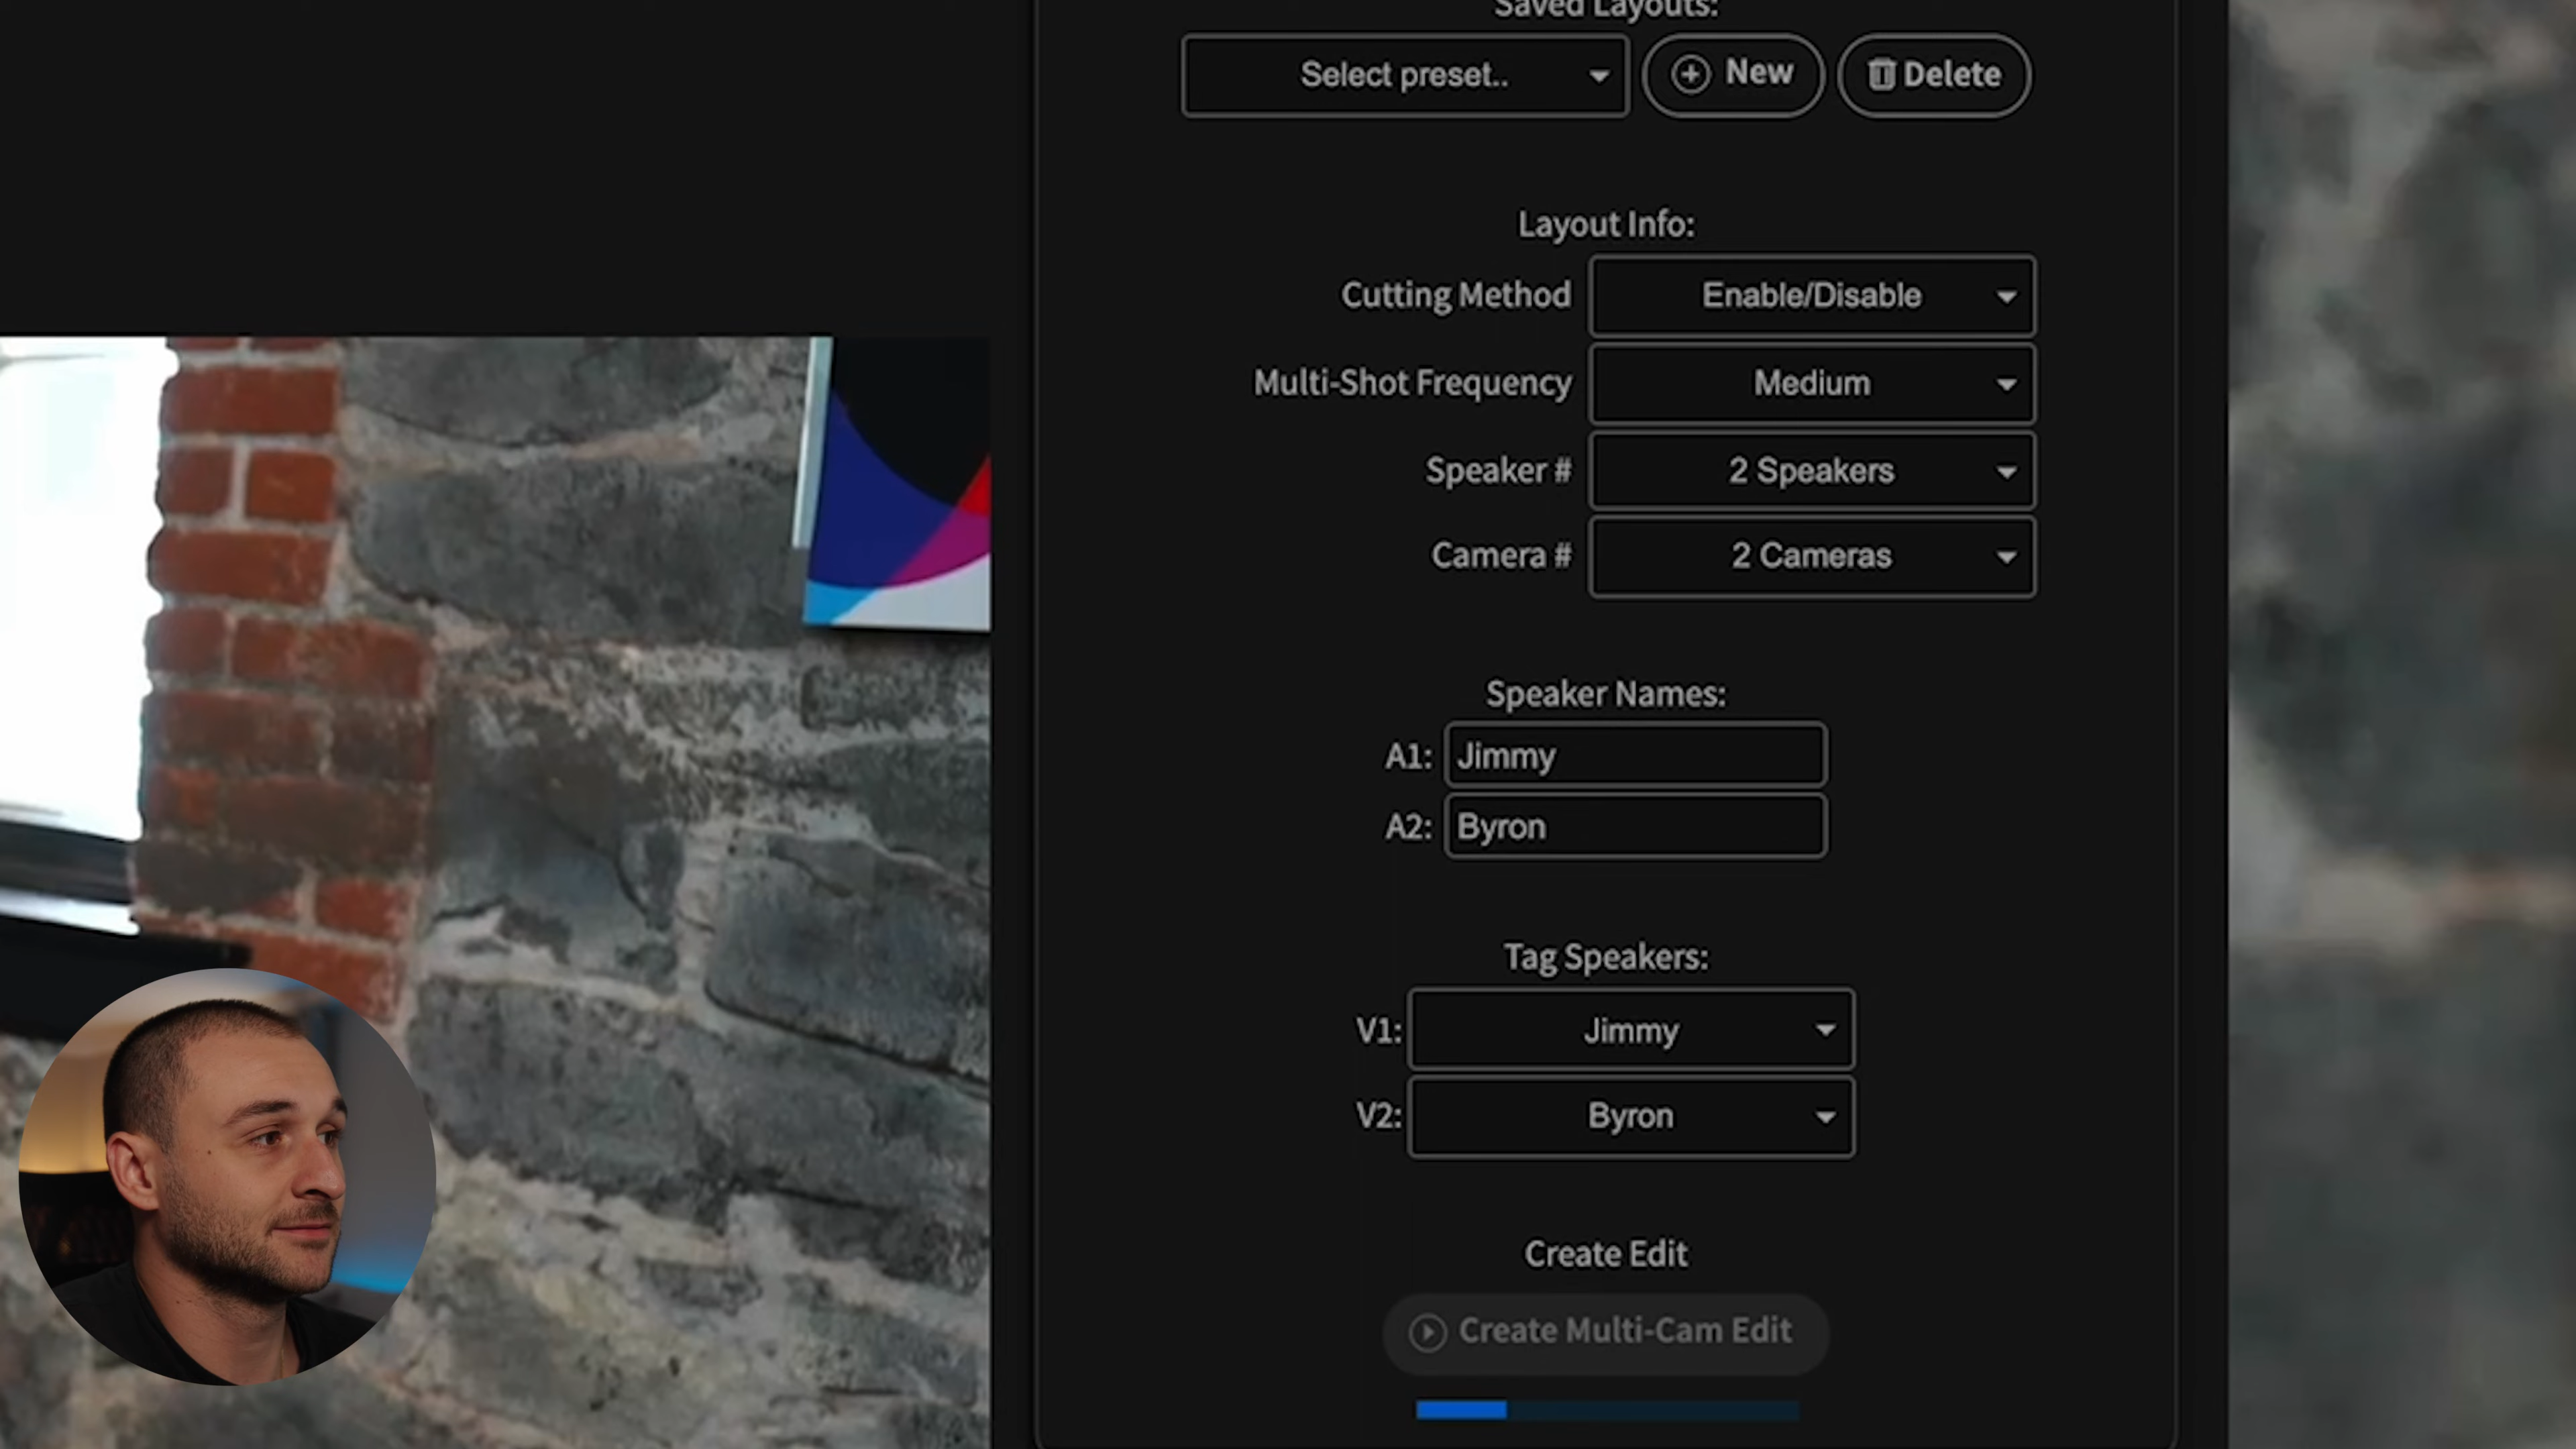 Saved Layouts:
Select preset..
New
Delete
Layout Info:
Cutting Method
Enable/Disable
Multi-Shot Frequency
Medium
Speaker #
2 Speakers
Camera #
2 Cameras
Speaker Names:
A1:
Jimmy
A2:
Byron
Tag Speakers:
V1:
Jimmy
V2:
Byron
Create Edit
Create Multi-Cam Edit